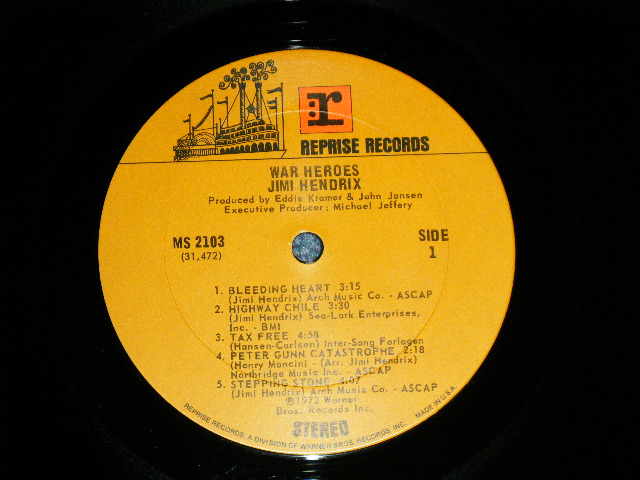 r
REPRISE RECORDS
WAR HEROES
JIMI HENDRIX
Produced by Eddie Kramer & John Jansen
Executive Producer; Michael Jeffery
MS 2103
(31,472)
SIDE
1
1. BLEEDING HEART 3:15
(Jimi Hendrix) Arch Music Co. - ASCAP
2. HIGHWAY CHILE 3:30
(Jimi Hendrix) Sea-Lark Enterprises,
Inc. - BMI
3. TAX FREE 4:58
(Hansen-Carlsen) Inter-Song Forlagen
4. PETER GUNN CATASTROPHE 2:18
(Henry Mancini - (Arr. Jimi Hendrix)
Northridge Music Inc. - ASCAP
5. STEPPING STONE 4:07
(Jimi Hendrix) Arch Music Co. - ASCAP
℗1972 Warner
Bros. Records Inc.
STEREO
REPRISE RECORDS, A DIVISION OF WARNER BROS. RECORDS, INC. MADE IN U.S.A.